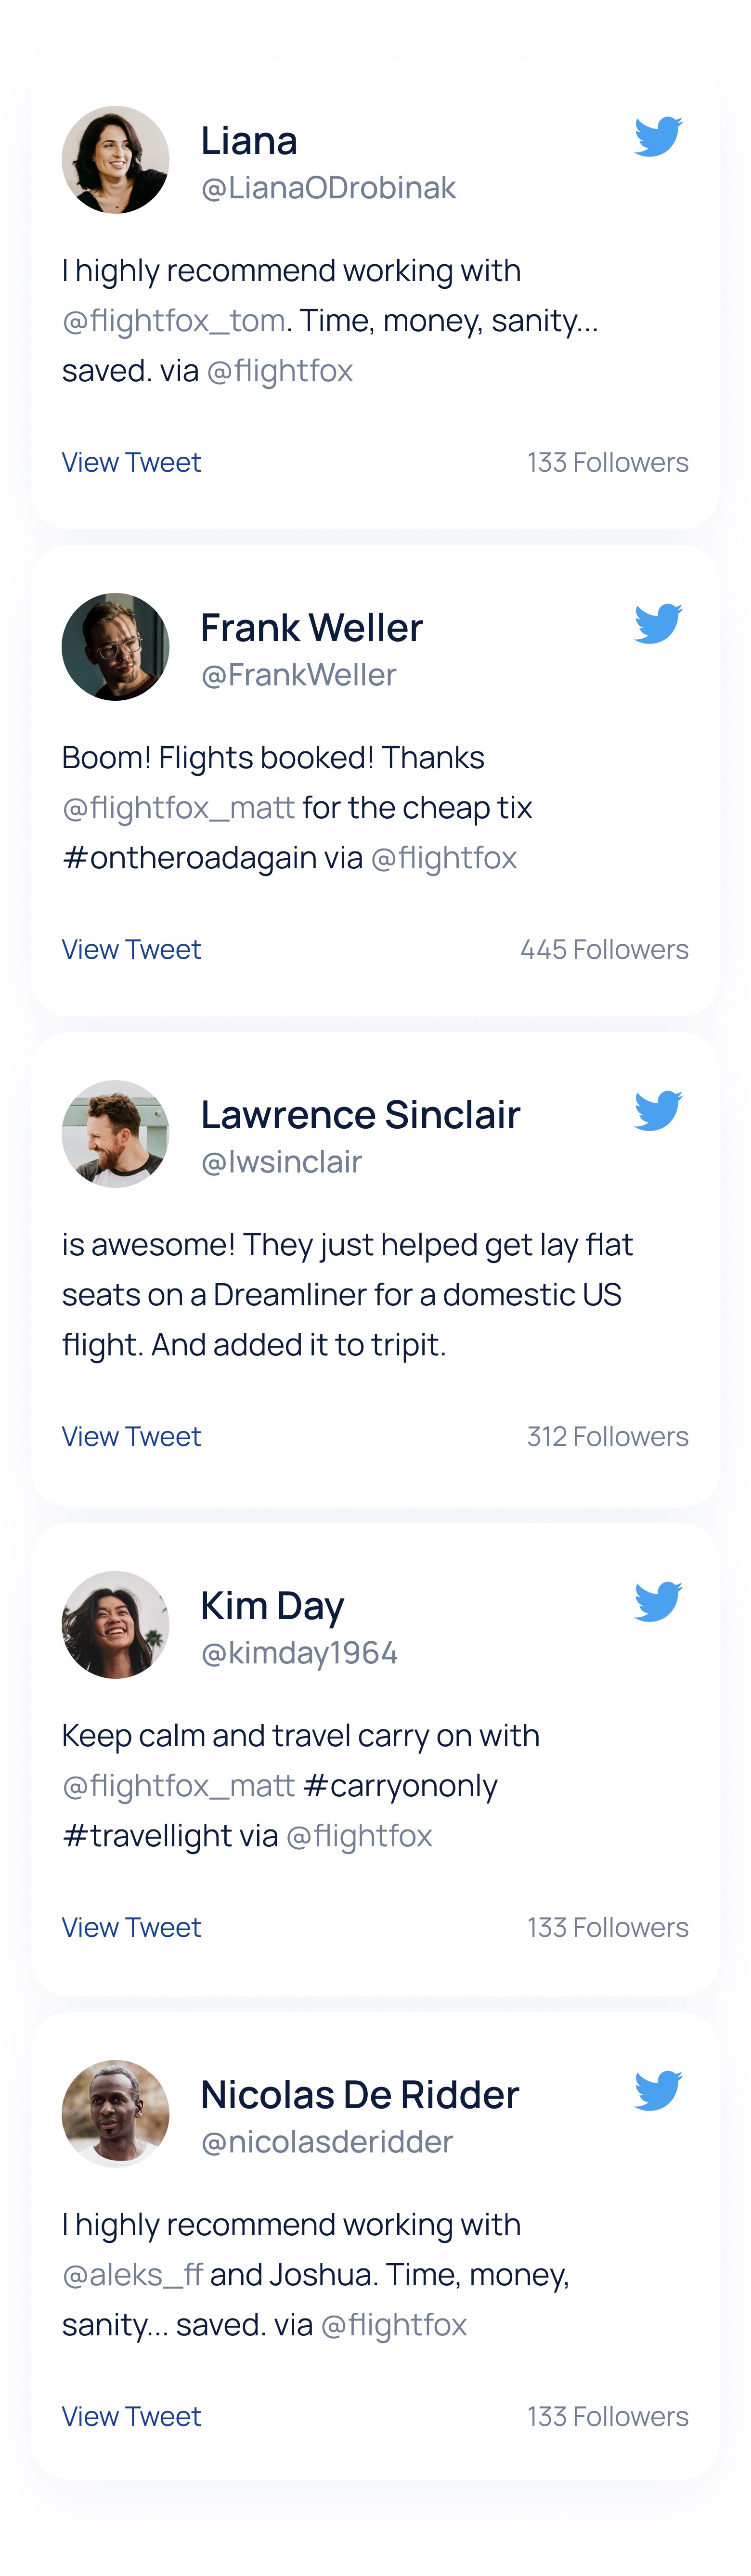 Liana
@LianaODrobinak
I highly recommend working with
@flightfox_tom. Time, money, sanity...
saved. via @flightfox
View Tweet
133 Followers
Frank Weller
@FrankWeller
Boom! Flights booked! Thanks
@flightfox_matt for the cheap tix
#ontheroadagain via @flightfox
View Tweet
445 Followers
Lawrence Sinclair
@lwsinclair
is awesome! They just helped get lay flat
seats on a Dreamliner for a domestic US
flight. And added it to tripit.
View Tweet
312 Followers
Kim Day
@kimday1964
Keep calm and travel carry on with
@flightfox_matt #carryononly
#travellight via @flightfox
View Tweet
133 Followers
Nicolas De Ridder
@nicolasderidder
I highly recommend working with
@aleks_ff and Joshua. Time, money,
sanity... saved. via @flightfox
View Tweet
133 Followers